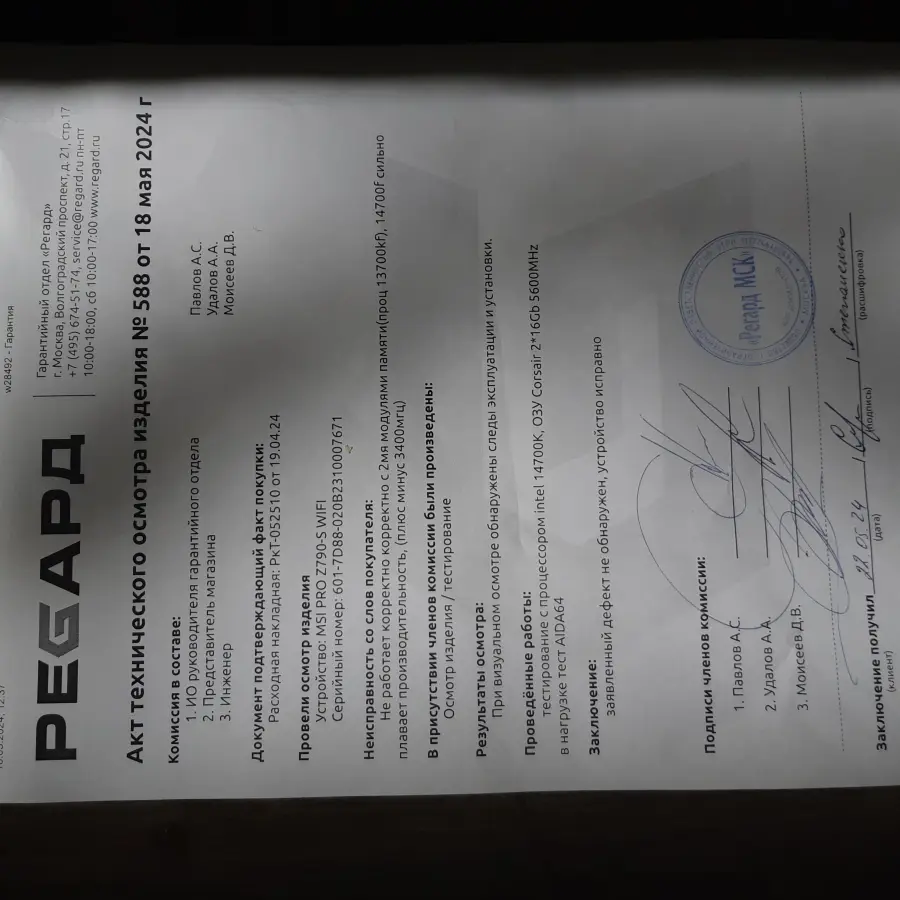 w28492 - Гарантия
РЕГАРД
Гарантийный отдел «Регард»
г. Москва, Волгоградский проспект, д. 21, стр.17
+7 (495) 674-51-74, service@regard.ru пн-пт
10:00-18:00, сб 10:00-17:00 www.regard.ru
Акт технического осмотра изделия № 588 от 18 мая 2024 г
Комиссия в составе:
1. ИО руководителя гарантийного отдела Павлов А.С.
2. Представитель магазина Удалов А.А.
3. Инженер Моисеев Д.В.
Документ подтверждающий факт покупки:
Расходная накладная: РкТ-052510 от 19.04.24
Провели осмотр изделия
Устройство: MSI PRO Z790-S WIFI
Серийный номер: 601-7D88-020B2310007671
Неисправность со слов покупателя:
Не работает корректно корректно с 2мя модулями памяти(проц 13700kf), 14700f сильно
плавает производительность, (плюс минус 3400мгц)
В присутствии членов комиссии были произведены:
Осмотр изделия / тестирование
Результаты осмотра:
При визуальном осмотре обнаружены следы эксплуатации и установки.
Проведенные работы:
тестирование с процессором intel 14700K, ОЗУ Corsair 2*16Gb 5600MHz
в нагрузке тест AIDA64
Заключение:
заявленный дефект не обнаружен, устройство исправно
Подписи членов комиссии:
1. Павлов А.С.
2. Удалов А.А.
3. Моисеев Д.В.
«Регард МСК»
Заключение получил 22.05.24
(клиент) (дата) (подпись) (расшифровка)